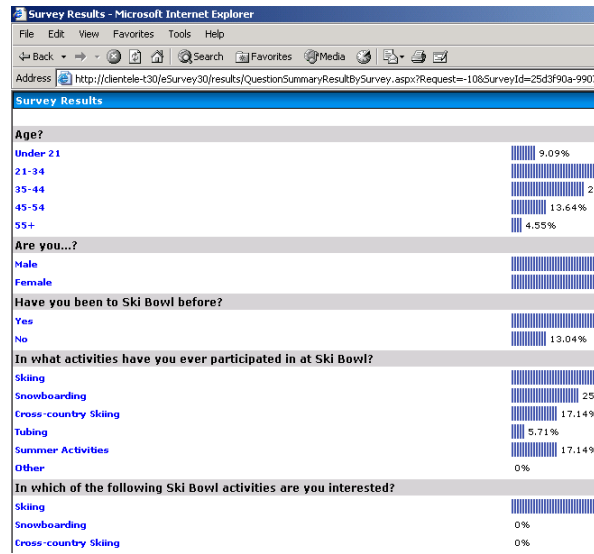 Survey Results - Microsoft Internet Explorer
File Edit View Favorites Tools Help
Back Search Favorites Media
Address http://clientele-t30/eSurvey30/results/QuestionSummaryResultBySurvey.aspx?Request=-10&SurveyId=25d3f90a-990
Survey Results
Age?
Under 21 9.09%
21-34
35-44 2
45-54 13.64%
55+ 4.55%
Are you...?
Male
Female
Have you been to Ski Bowl before?
Yes
No 13.04%
In what activities have you ever participated in at Ski Bowl?
Skiing
Snowboarding 25
Cross-country Skiing 17.14%
Tubing 5.71%
Summer Activities 17.14%
Other 0%
In which of the following Ski Bowl activities are you interested?
Skiing
Snowboarding 0%
Cross-country Skiing 0%